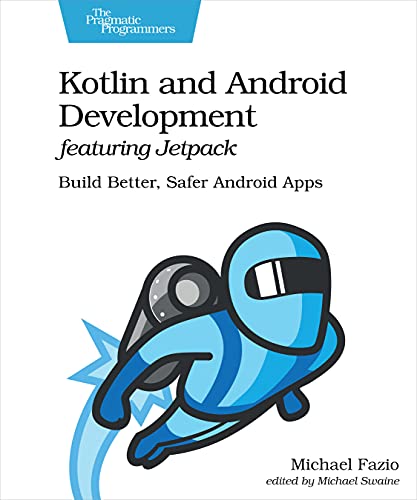 The
Pragmatic
Programmers
Kotlin and Android
Development
featuring Jetpack
Build Better, Safer Android Apps
Michael Fazio
edited by Michael Swaine